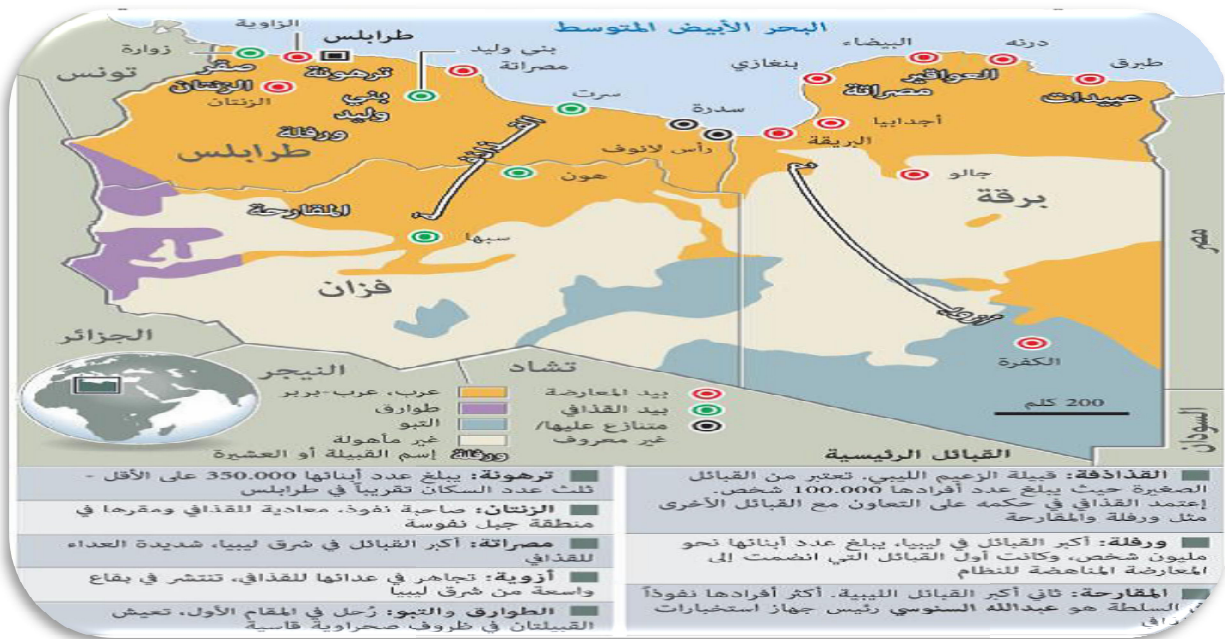 البحر الأبيض المتوسط
الزاوية
طرابلس
زوارة
صقر
ترهونة
بني وليد
مصراتة
تونس
الزنتان
الزنتان
بني
وليد
ورفلة
طرابلس
سرت
القذاذفة
سدرة
رأس لانوف
بنغازي
البيضاء
درنه
طبرق
العواقير
مصراتة
عبيدات
أجدابيا
البريقة
جالو
برقة
مصر
هون
المقارحة
سبها
فزان
أزوية
الكفرة
الجزائر
النيجر
تشاد
السودان
200 كلم
بيد المعارضة
بيد القذافي
متنازع عليها/
غير معروف
عرب، عرب-بربر
طوارق
التبو
غير مأهولة
ورفلة إسم القبيلة أو العشيرة
القبائل الرئيسية
القذاذفة: قبيلة الزعيم الليبي، تعتبر من القبائل
الصغيرة حيث يبلغ عدد أفرادها 100.000 شخص.
إعتمد القذافي في حكمه على التعاون مع القبائل الأخرى
مثل ورفلة والمقارحة
ورفلة: أكبر القبائل في ليبيا، يبلغ عدد أبنائها نحو
مليون شخص، وكانت أول القبائل التي انضمت إلى
المعارضة المناهضة للنظام
المقارحة: ثاني أكبر القبائل الليبية، أكثر أفرادها نفوذاً
في السلطة هو عبدالله السنوسي رئيس جهاز استخبارات
ترهونة: يبلغ عدد أبنائها 350.000 على الأقل -
ثلث عدد السكان تقريباً في طرابلس
الزنتان: صاحبة نفوذ، معادية للقذافي ومقرها في
منطقة جبل نفوسة
مصراتة: أكبر القبائل في شرق ليبيا، شديدة العداء
للقذافي
أزوية: تجاهر في عدائها للقذافي، تنتشر في بقاع
واسعة من شرق ليبيا
الطوارق والتبو: رُحل في المقام الأول، تعيش
القبيلتان في ظروف صحراوية قاسية